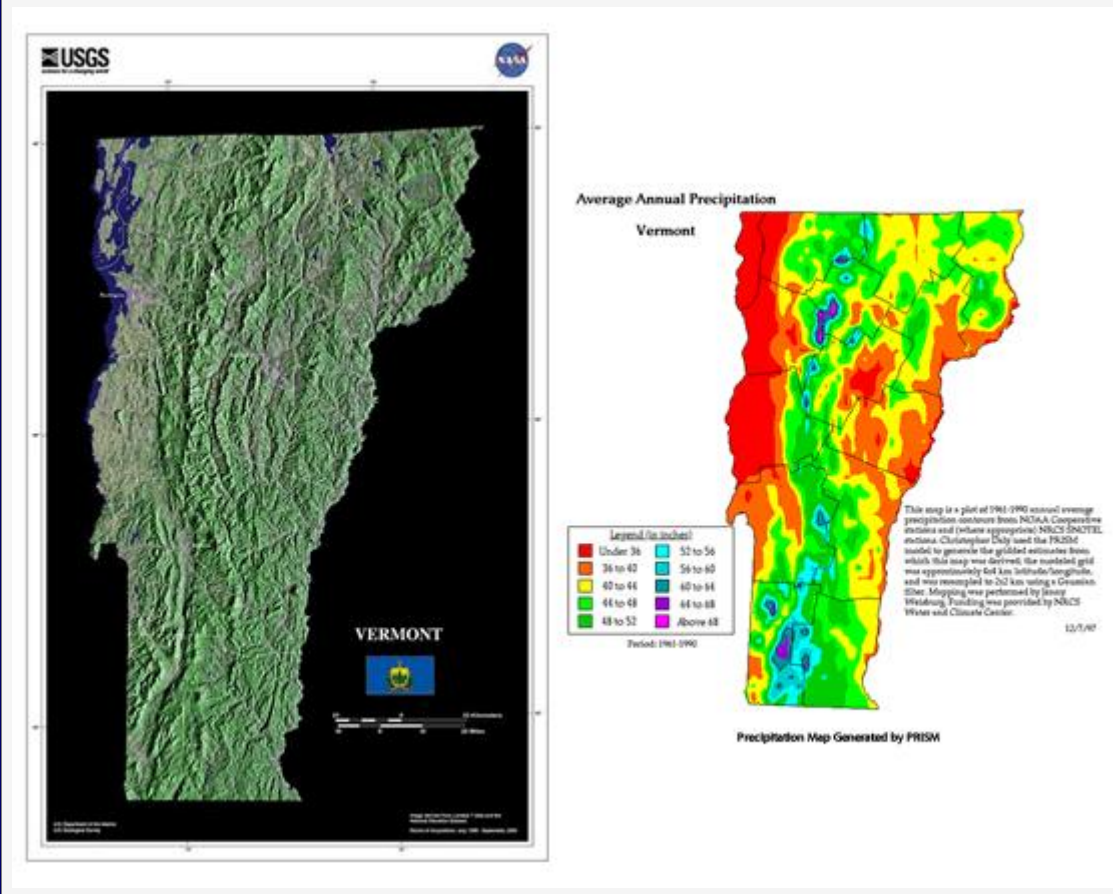 USGS
science for a changing world
NASA
VERMONT
Average Annual Precipitation
Vermont
Legend (in inches)
Under 36
36 to 40
40 to 44
44 to 48
48 to 52
52 to 56
56 to 60
60 to 64
64 to 68
Above 68
Period: 1961-1990
This map is a plot of 1961-1990 annual average
precipitation contours from NOAA Cooperative
stations and (where appropriate) NRCS SNOTEL
stations. Christopher Daly used the PRISM
model to generate the gridded estimates from
which this map was derived; the modeled grid
was approximately 4x4 km latitude/longitude,
and was resampled to 2x2 km using a Gaussian
filter. Mapping was performed by Jenny
Weisburg. Funding was provided by NRCS
Water and Climate Center.
12/7/97
Precipitation Map Generated by PRISM